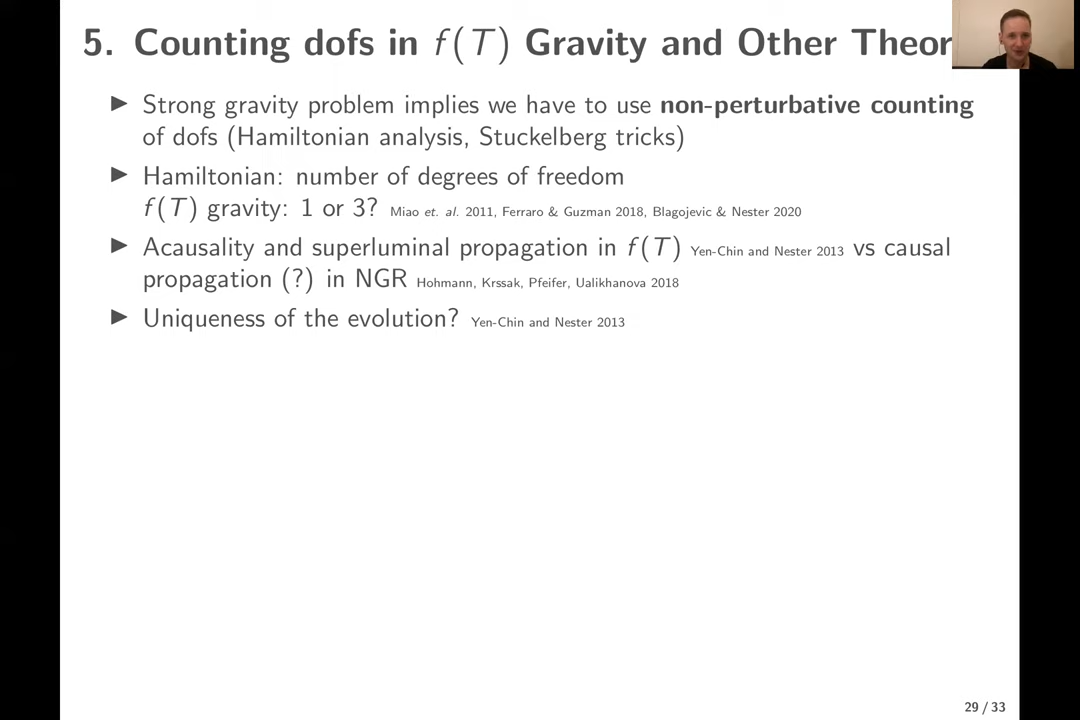 5. Counting dofs in f(T) Gravity and Other Theor
▶ Strong gravity problem implies we have to use non-perturbative counting
of dofs (Hamiltonian analysis, Stuckelberg tricks)
▶ Hamiltonian: number of degrees of freedom
f(T) gravity: 1 or 3? Miao et. al. 2011, Ferraro & Guzman 2018, Blagojevic & Nester 2020
▶ Acausality and superluminal propagation in f(T) Yen-Chin and Nester 2013 vs causal
propagation (?) in NGR Hohmann, Krssak, Pfeifer, Ualikhanova 2018
▶ Uniqueness of the evolution? Yen-Chin and Nester 2013
29 / 33